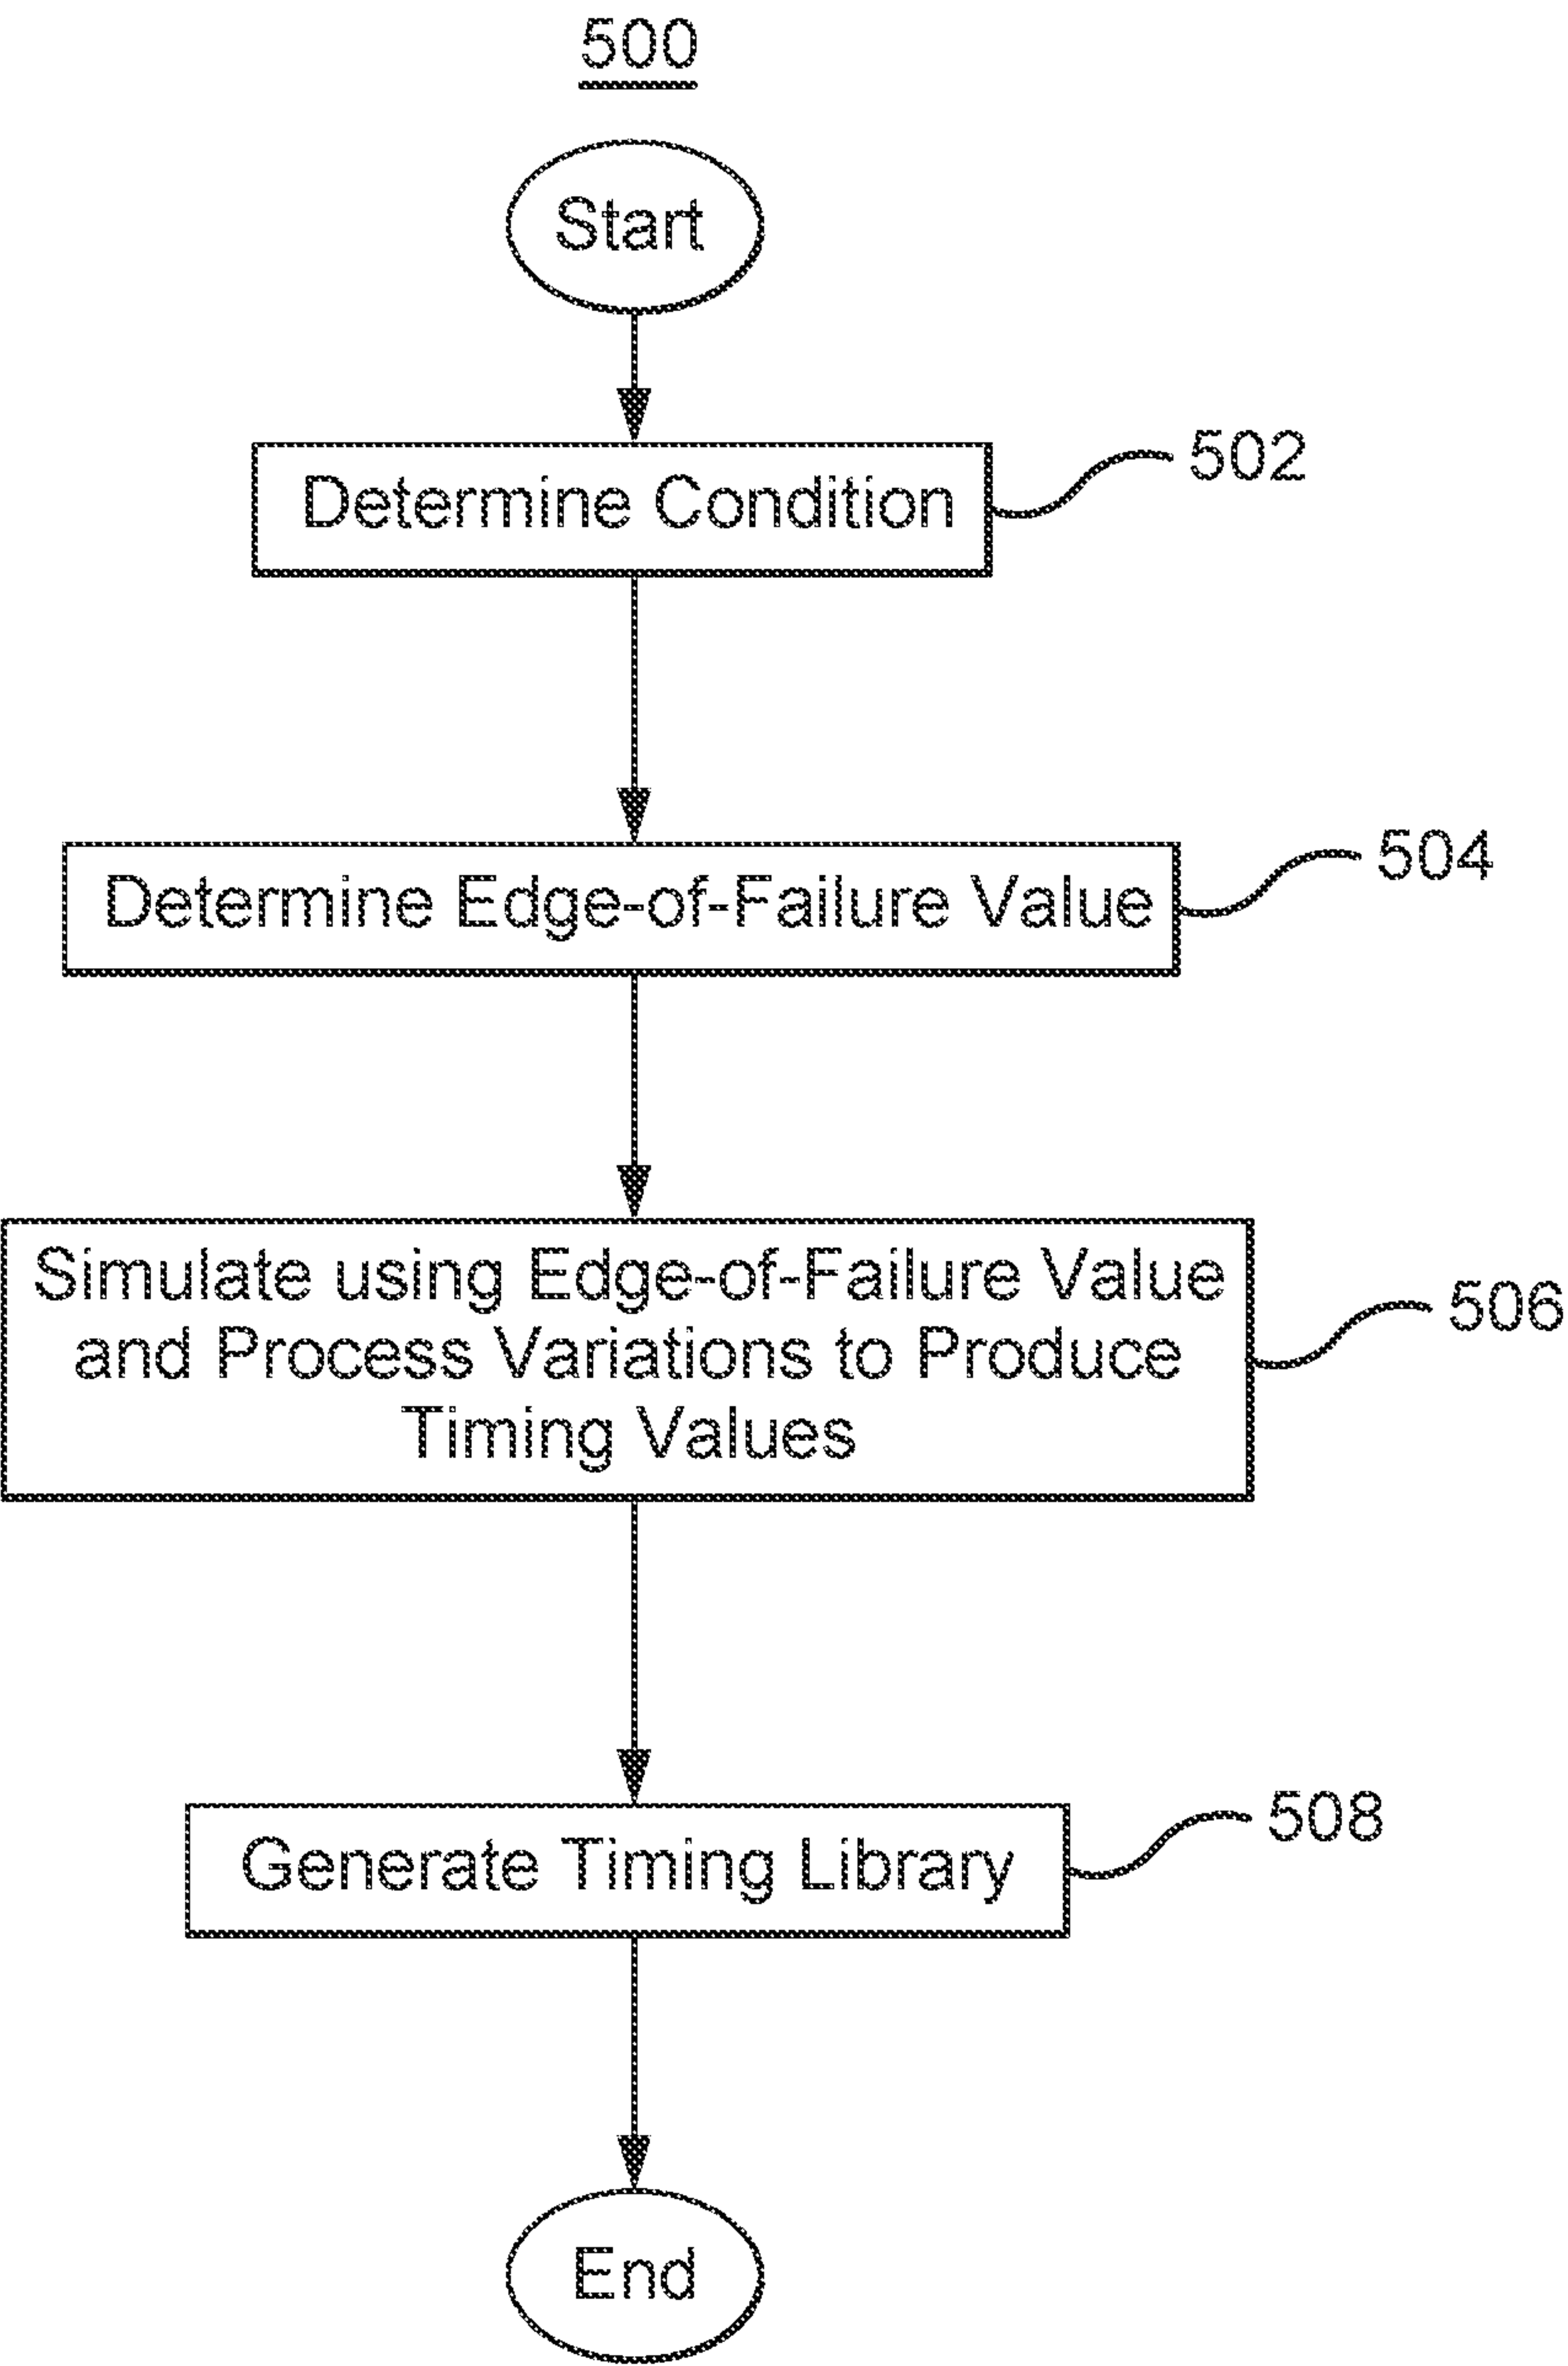 500
Start
Determine Condition
502
Determine Edge-of-Failure Value
504
Simulate using Edge-of-Failure Value
and Process Variations to Produce
Timing Values
506
Generate Timing Library
508
End